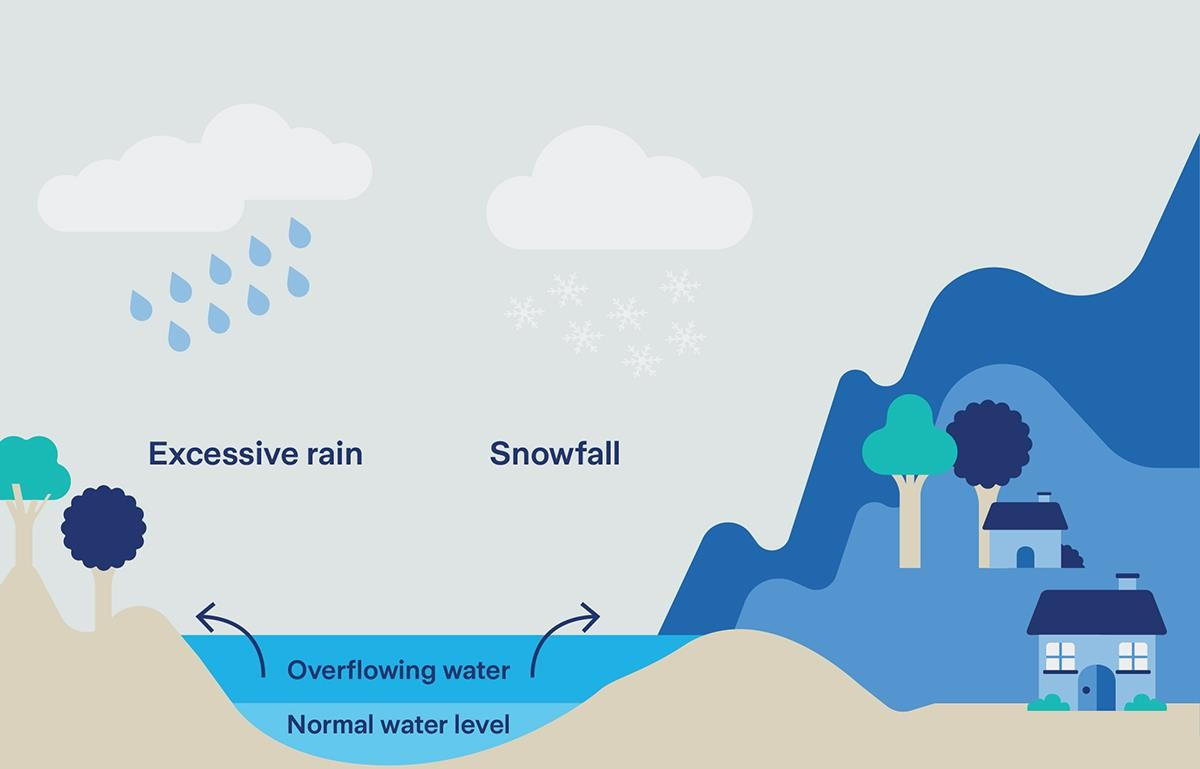 Excessive rain
Snowfall
Overflowing water
Normal water level